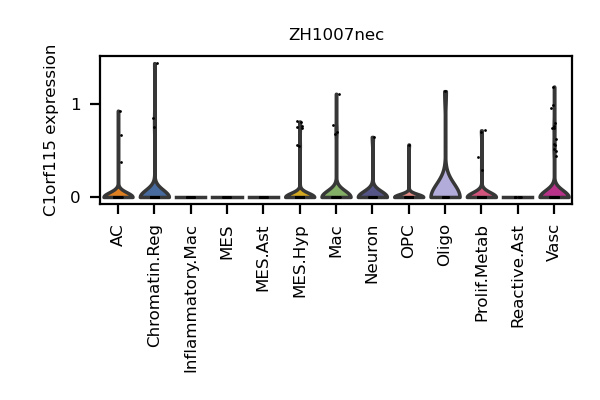 ZH1007nec
C1orf115 expression
1
0
AC
Chromatin.Reg
Inflammatory.Mac
MES
MES.Ast
MES.Hyp
Mac
Neuron
OPC
Oligo
Prolif.Metab
Reactive.Ast
Vasc